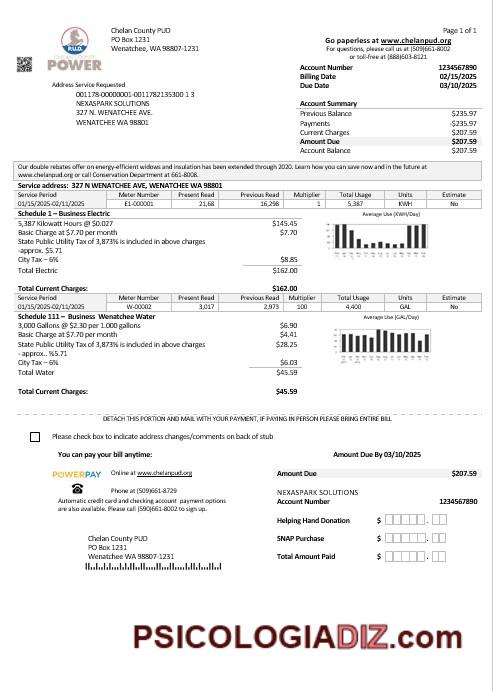 Chelan County PUD
PO Box 1231
Wenatchee, WA 98807-1231
P.U.D.
CHELAN COUNTY
POWER
Page 1 of 1
Go paperless at www.chelanpud.org
For questions, please call us at (509)661-8002
or toll-free at (888)603-8121
Account Number 1234567890
Billing Date 02/15/2025
Due Date 03/10/2025
Address Service Requested
001178-00000001-0011782135300 1 3
NEXASPARK SOLUTIONS
327 N. WENATCHEE AVE.
WENATCHEE WA 98801
Account Summary
Previous Balance $235.97
Payments -$235.97
Current Charges $207.59
Amount Due $207.59
Account Balance $207.59
Our double rebates offer on energy-efficient widows and insulation has been extended through 2020. Learn how you can save now and in the future at
www.chelanpud.org or call Conservation Department at 661-8008.
Service address: 327 N WENATCHEE AVE, WENATCHEE WA 98801
Service Period Meter Number Present Read Previous Read Multiplier Total Usage Units Estimate
01/15/2025-02/11/2025 E1-000001 21,68 16,298 1 5,387 KWH No
Schedule 1 – Business Electric
5,387 Kilowatt Hours @ $0.027 $145.45
Basic Charge at $7.70 per month $7.70
State Public Utility Tax of 3,873% is included in above charges
-approx. $5.71
City Tax – 6% $8.85
Total Electric $162.00
Total Current Charges: $162.00
Average Use (KWH/Day)
Service Period Meter Number Present Read Previous Read Multiplier Total Usage Units Estimate
01/15/2025-02/11/2025 W-00002 3,017 2,973 100 4,400 GAL No
Schedule 111 – Business Wenatchee Water
3,000 Gallons @ $2.30 per 1.000 gallons $6.90
Basic Charge at $7.70 per month $4.41
State Public Utility Tax of 3,873% is included in above charges $28.25
- approx.. %5.71
City Tax – 6% $6.03
Total Water $45.59
Total Current Charges: $45.59
Average Use (GAL/Day)
DETACH THIS PORTION AND MAIL WITH YOUR PAYMENT, IF PAYING IN PERSON PLEASE BRING ENTIRE BILL
Please check box to indicate address changes/comments on back of stub
You can pay your bill anytime:
POWERPAY Online at www.chelanpud.org
Phone at (509)661-8729
Automatic credit card and checking account payment options
are also available. Please call (590)661-8002 to sign up.
Amount Due By 03/10/2025
Amount Due $207.59
NEXASPARK SOLUTIONS
Account Number 1234567890
Helping Hand Donation $ .
SNAP Purchase $ .
Total Amount Paid $ .
Chelan County PUD
PO Box 1231
Wenatchee WA 98807-1231
PSICOLOGIADIZ.com